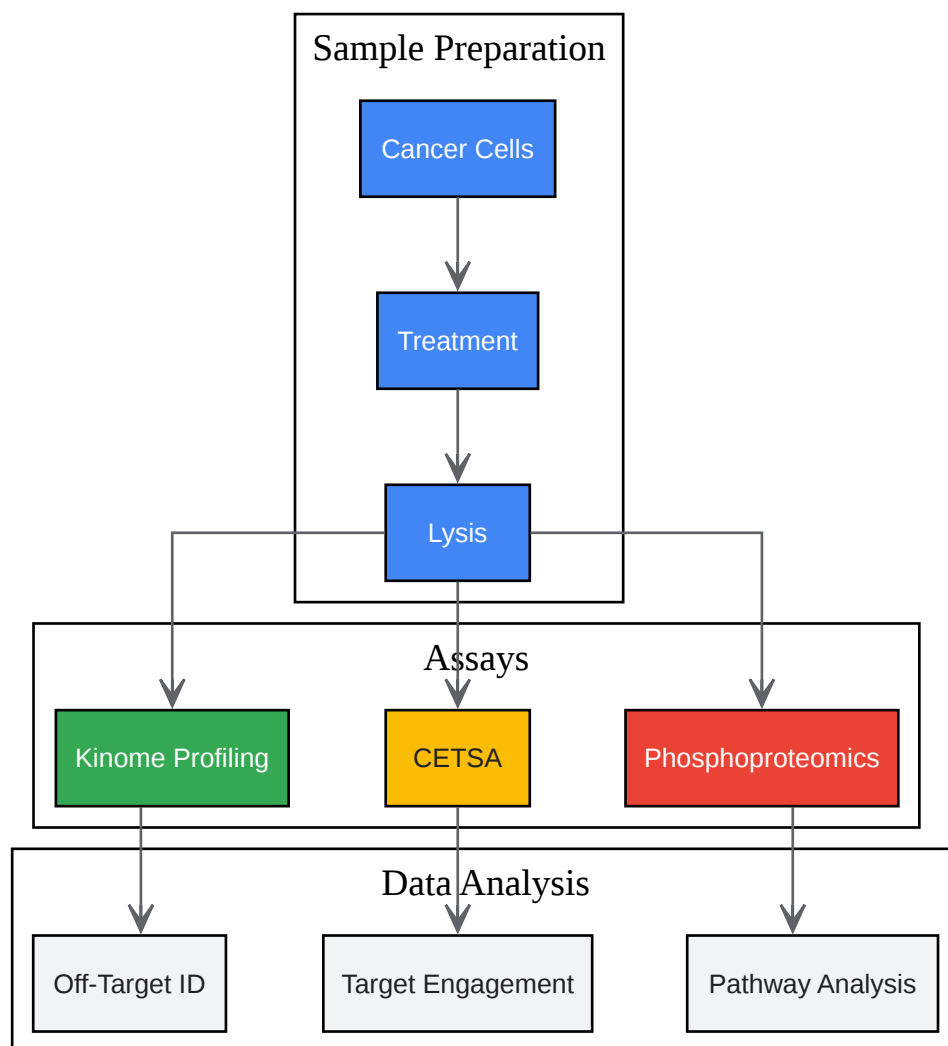 Sample Preparation
Cancer Cells
Treatment
Lysis
Assays
Kinome Profiling
CETSA
Phosphoproteomics
Data Analysis
Off-Target ID
Target Engagement
Pathway Analysis